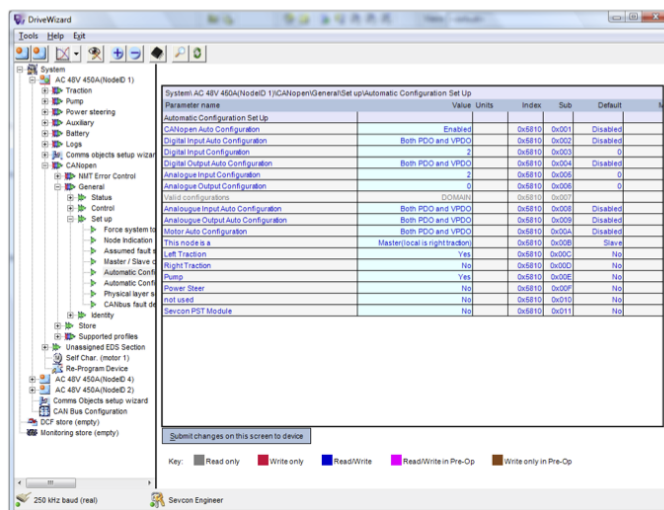 DriveWizard
Tools Help Exit
System
AC 48V 450A(NodeID 1)
Traction
Pump
Power steering
Auxiliary
Battery
Logs
Comms objects setup wizar
CANopen
NMT Error Control
General
Status
Control
Set up
Force system to
Node Indication
Assumed fault s
Master / Slave c
Automatic Confi
Automatic Confi
Physical layer s
CANbus fault de
Identity
Store
Supported profiles
Unassigned EDS Section
Self Char. (motor 1)
Re-Program Device
AC 48V 450A(NodeID 4)
AC 48V 450A(NodeID 2)
Comms Objects setup wizard
CAN Bus Configuration
DCF store (empty)
Monitoring store (empty)
System\ AC 48V 450A(NodeID 1)\CANopen\General\Set up\Automatic Configuration Set Up
Parameter name Value Units Index Sub Default M
Automatic Configuration Set Up
CANopen Auto Configuration Enabled 0x5810 0x001 Disabled
Digital Input Auto Configuration Both PDO and VPDO 0x5810 0x002 Disabled
Digital Input Configuration 2 0x5810 0x003 0
Digital Output Auto Configuration Both PDO and VPDO 0x5810 0x004 Disabled
Analogue Input Configuration 2 0x5810 0x005 0
Analogue Output Configuration 0 0x5810 0x006 0
Valid configurations DOMAIN 0x5810 0x007
Analougue Input Auto Configuration Both PDO and VPDO 0x5810 0x008 Disabled
Analougue Output Auto Configuration Both PDO and VPDO 0x5810 0x009 Disabled
Motor Auto Configuration Both PDO and VPDO 0x5810 0x00A Disabled
This node is a Master(local is right traction) 0x5810 0x00B Slave
Left Traction Yes 0x5810 0x00C No
Right Traction No 0x5810 0x00D No
Pump Yes 0x5810 0x00E No
Power Steer No 0x5810 0x00F No
not used No 0x5810 0x010 No
Sevcon PST Module No 0x5810 0x011 No
Submit changes on this screen to device
Key: Read only Write only Read/Write Read/Write in Pre-Op Write only in Pre-Op
250 kHz baud (real) Sevcon Engineer